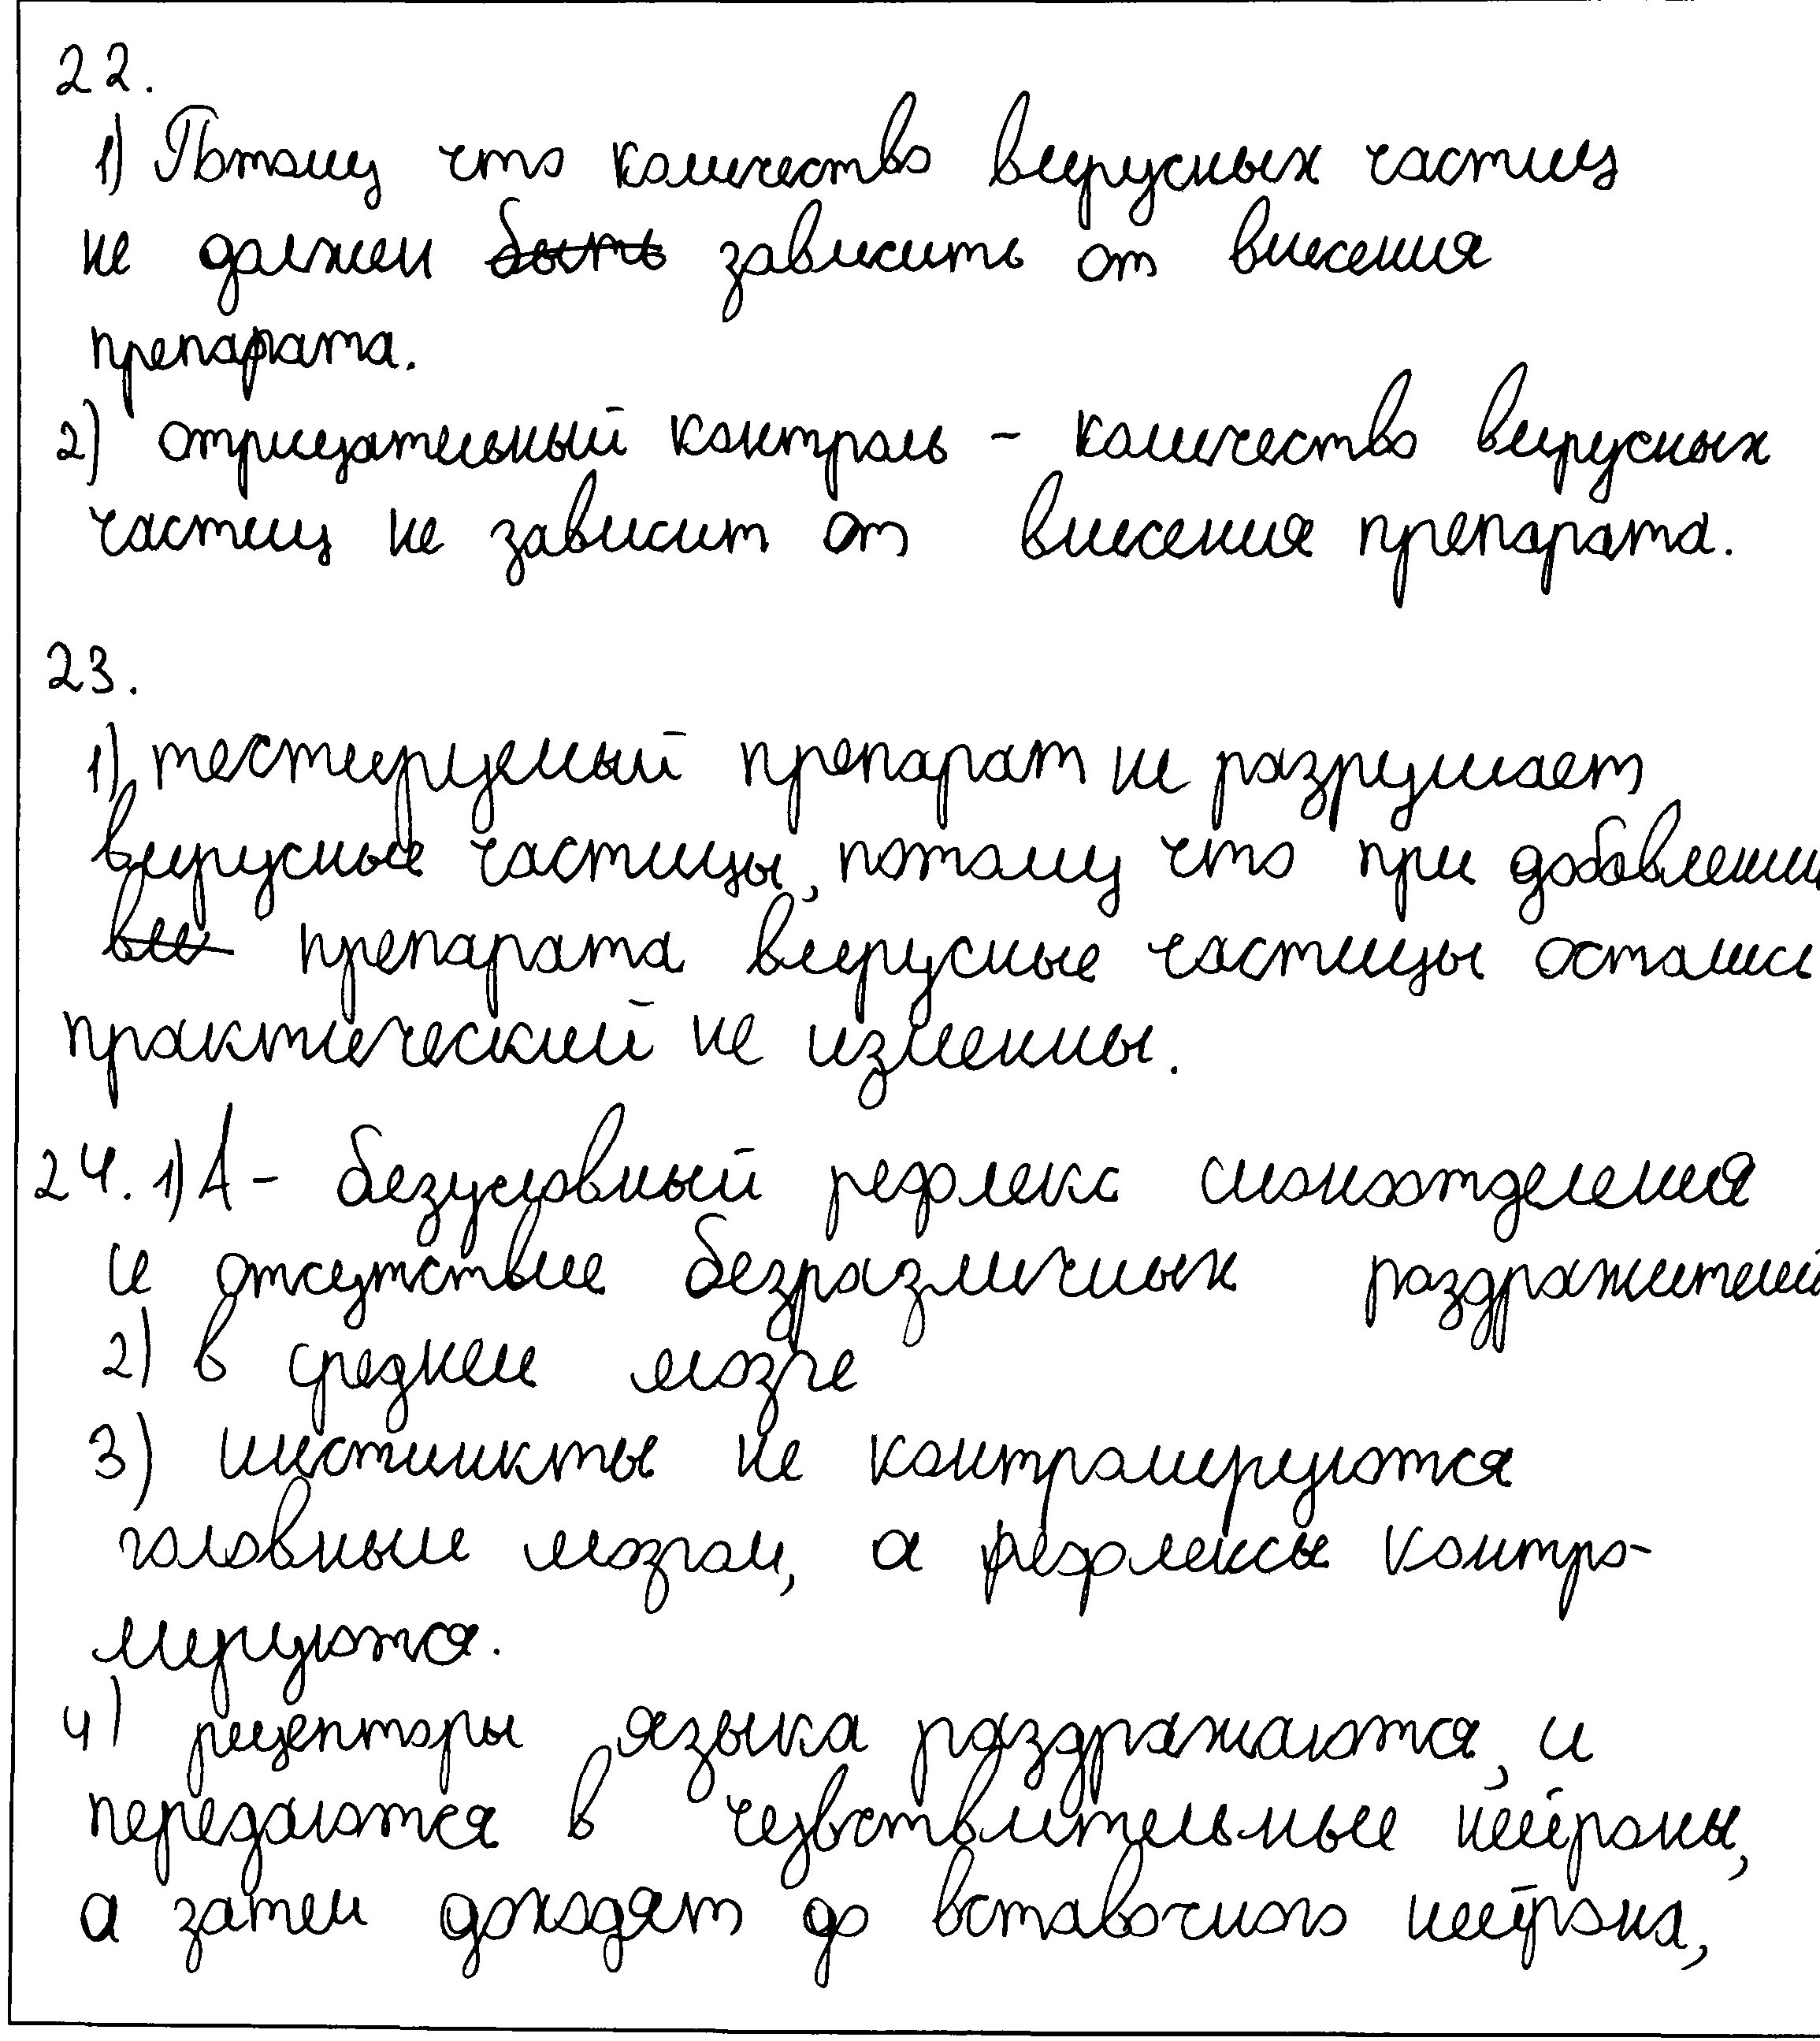 22.
1) Потому что количество вирусных частиц
не должен быть зависить от внесения
препарата.
2) отрицательный контроль - количество вирусных
частиц не зависит от внесения препарата.
23.
1) тестируемый препарат не разрушает
вирусные частицы, потому что при добавлении
препарата вирусные частицы остались
практический не изменны.
24. 1) А - безусловный рефлекс слюноотделения
и отсутствие безразличных раздражителей
2) в среднем мозге
3) инстинкты не контролируются
головным мозгом, а рефлексы контро-
лируются.
4) рецепторы языка раздражаются, и
передаются в чувствительные нейроны,
а затем доходят до вставочного нейрона,